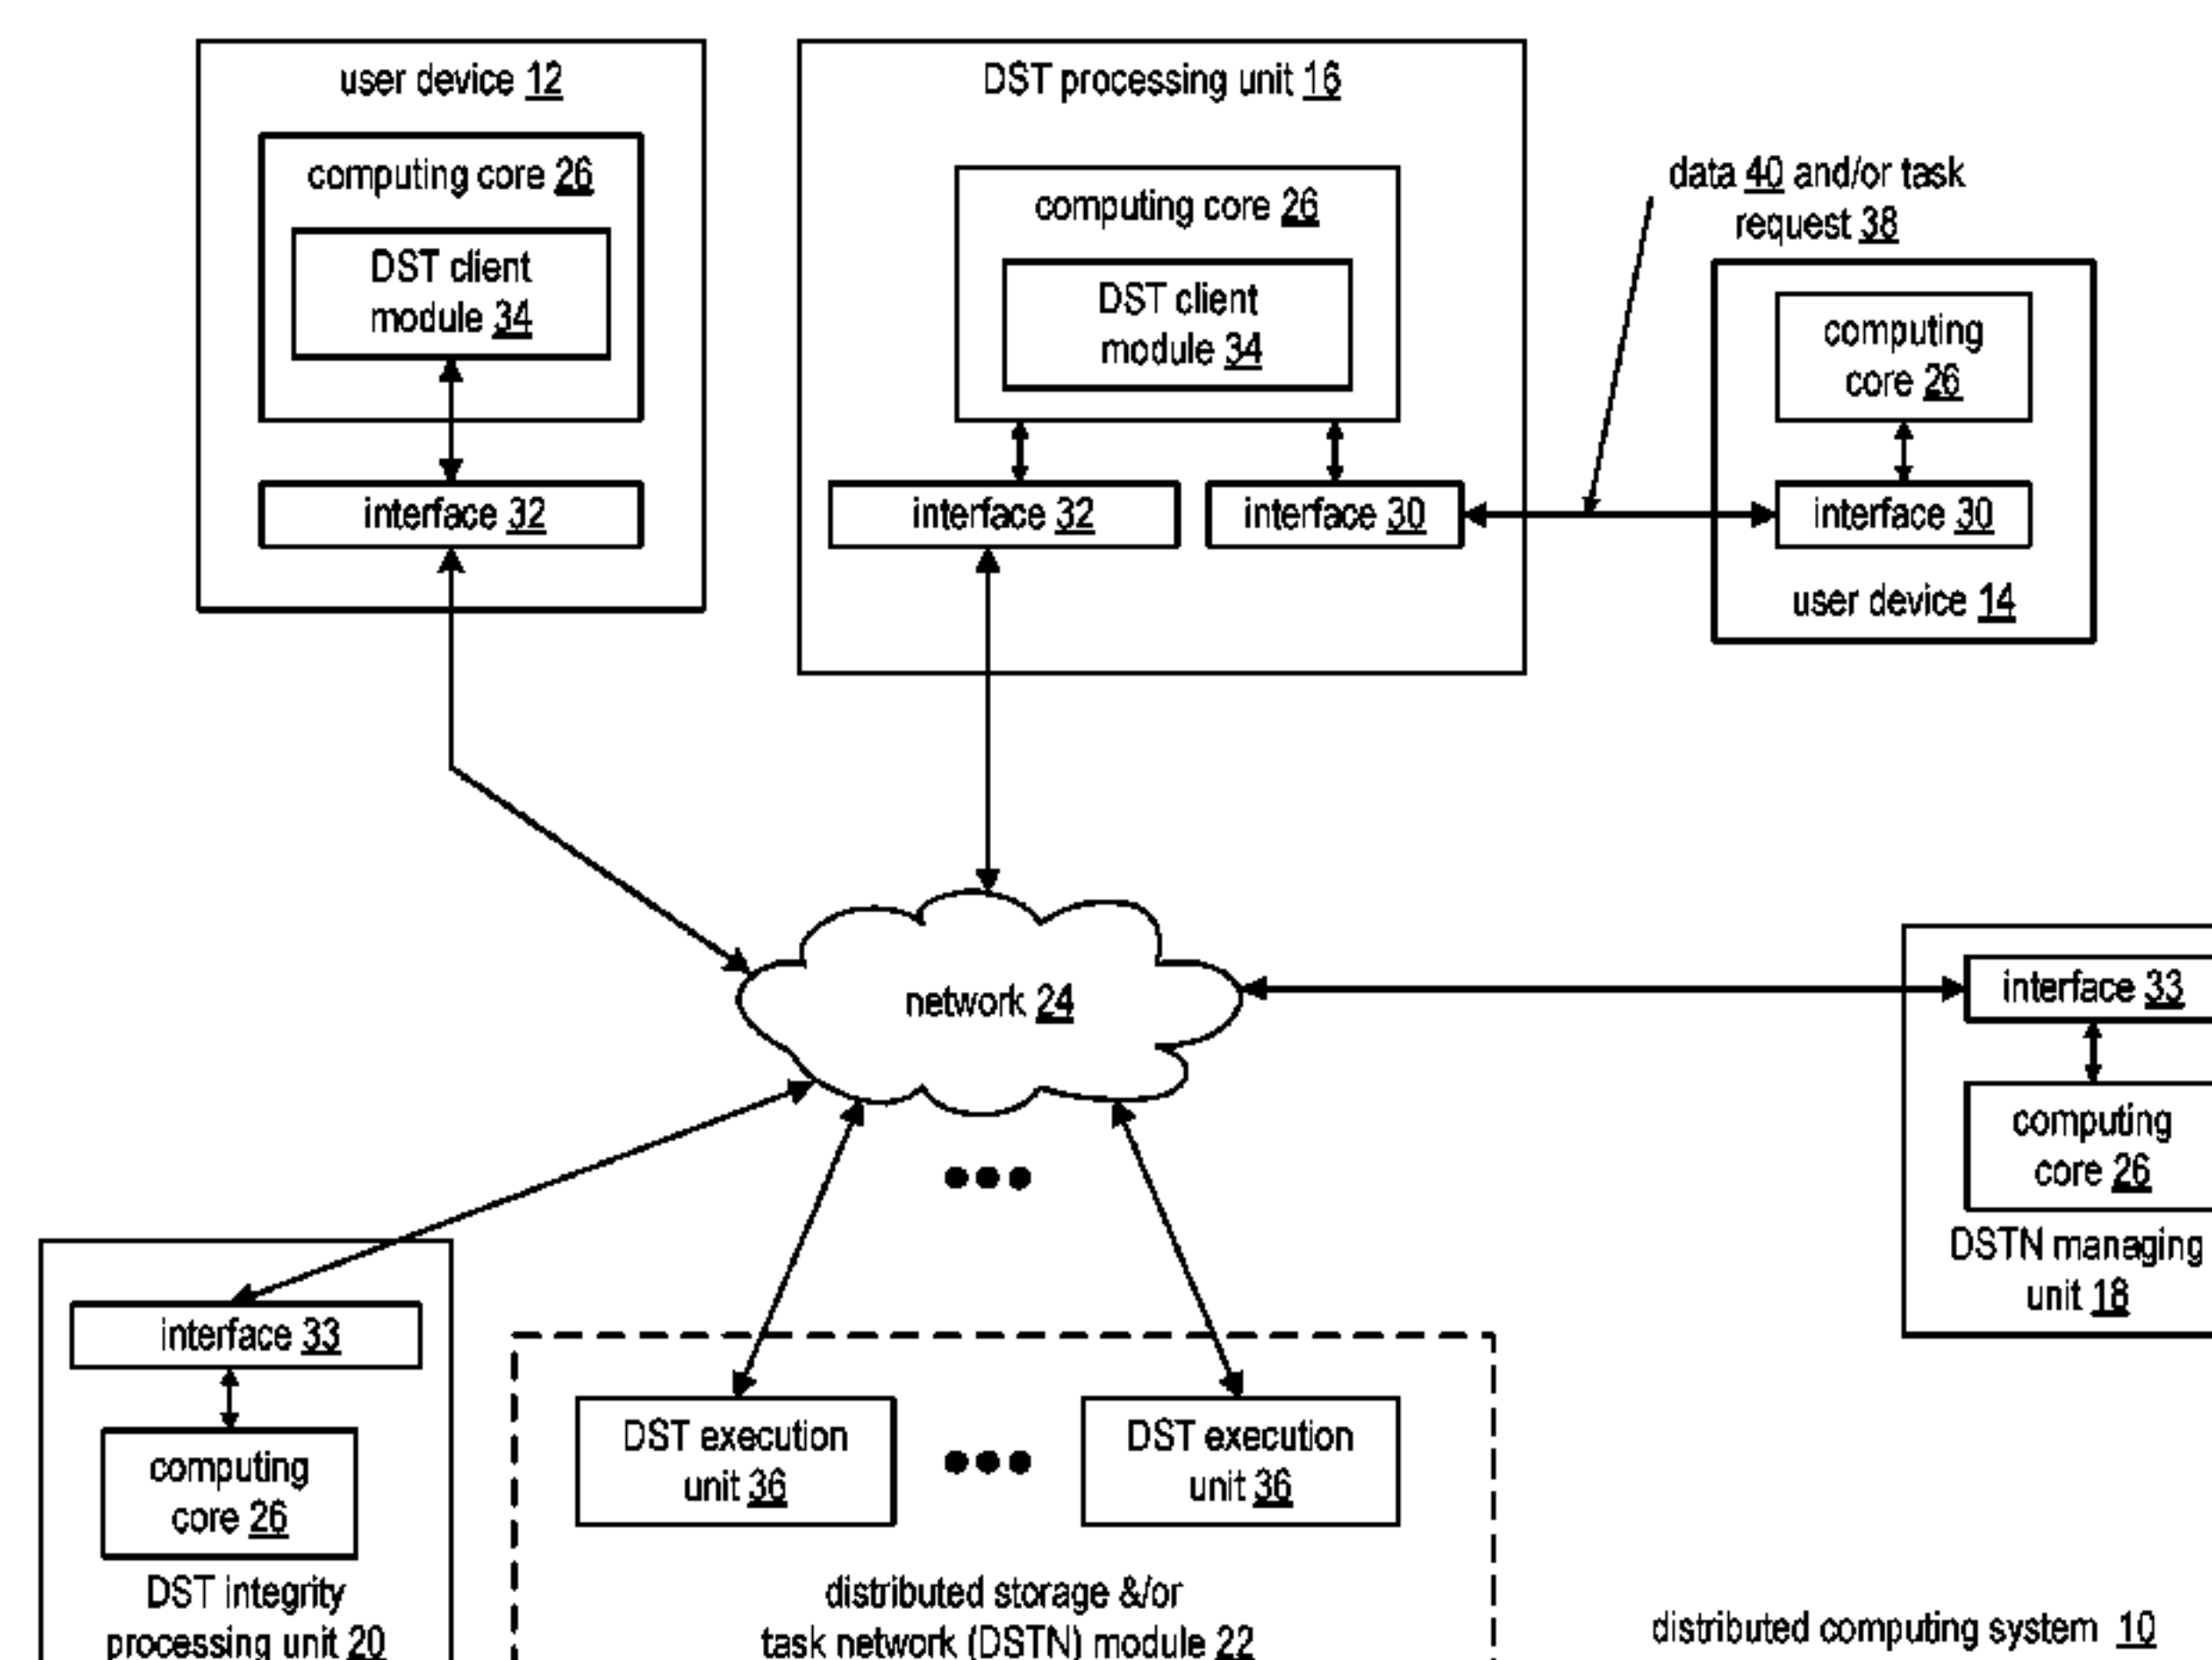 user device 12
computing core 26
DST client
module 34
interface 32
DST processing unit 16
computing core 26
DST client
module 34
interface 32
interface 30
data 40 and/or task
request 38
computing
core 26
interface 30
user device 14
network 24
interface 33
computing
core 26
DSTN managing
unit 18
interface 33
computing
core 26
DST integrity
processing unit 20
DST execution
unit 36
DST execution
unit 36
distributed storage &/or
task network (DSTN) module 22
distributed computing system 10